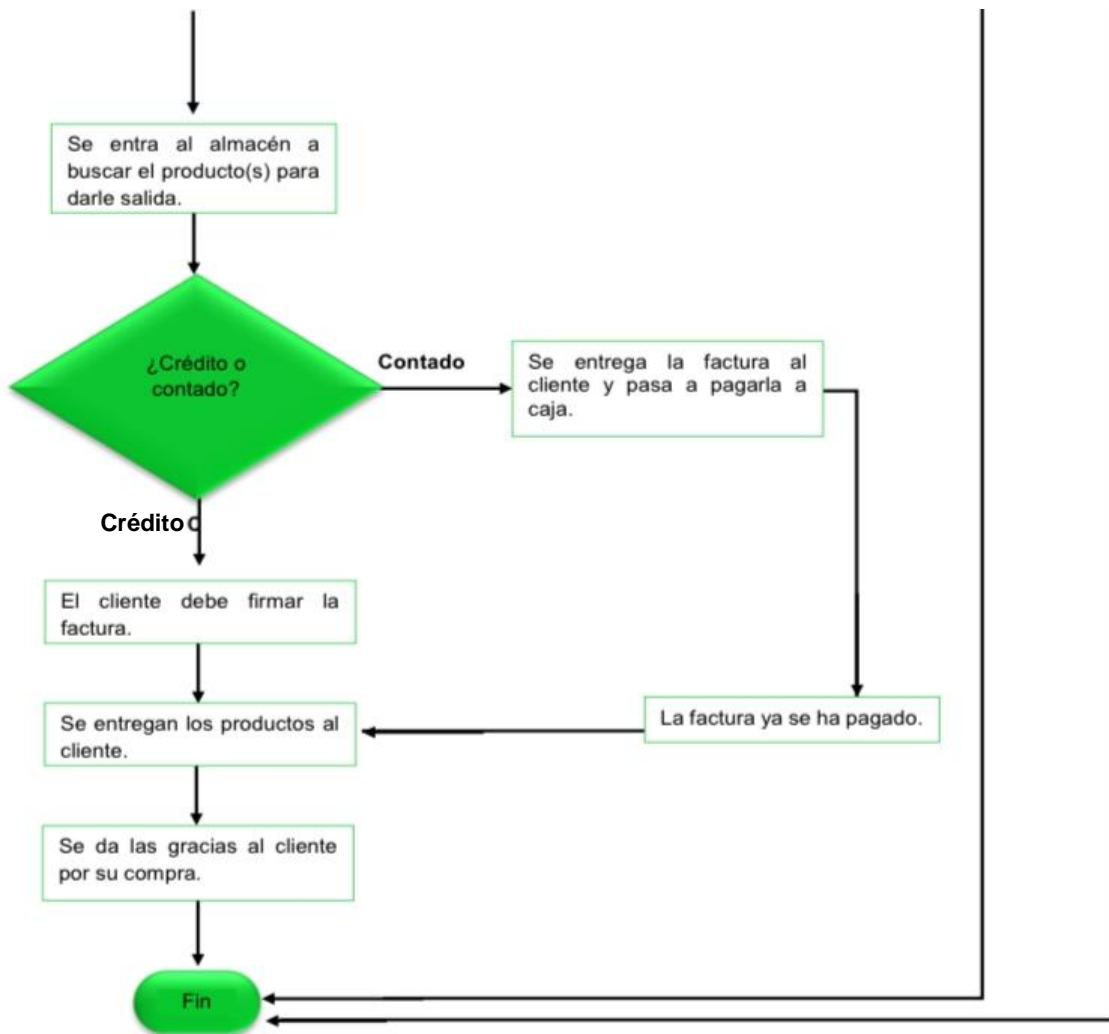 Se entra al almacén a
buscar el producto(s) para
darle salida.
¿Crédito o
contado?
Contado
Se entrega la factura al
cliente y pasa a pagarla a
caja.
Crédito
El cliente debe firmar la
factura.
Se entregan los productos al
cliente.
La factura ya se ha pagado.
Se da las gracias al cliente
por su compra.
Fin